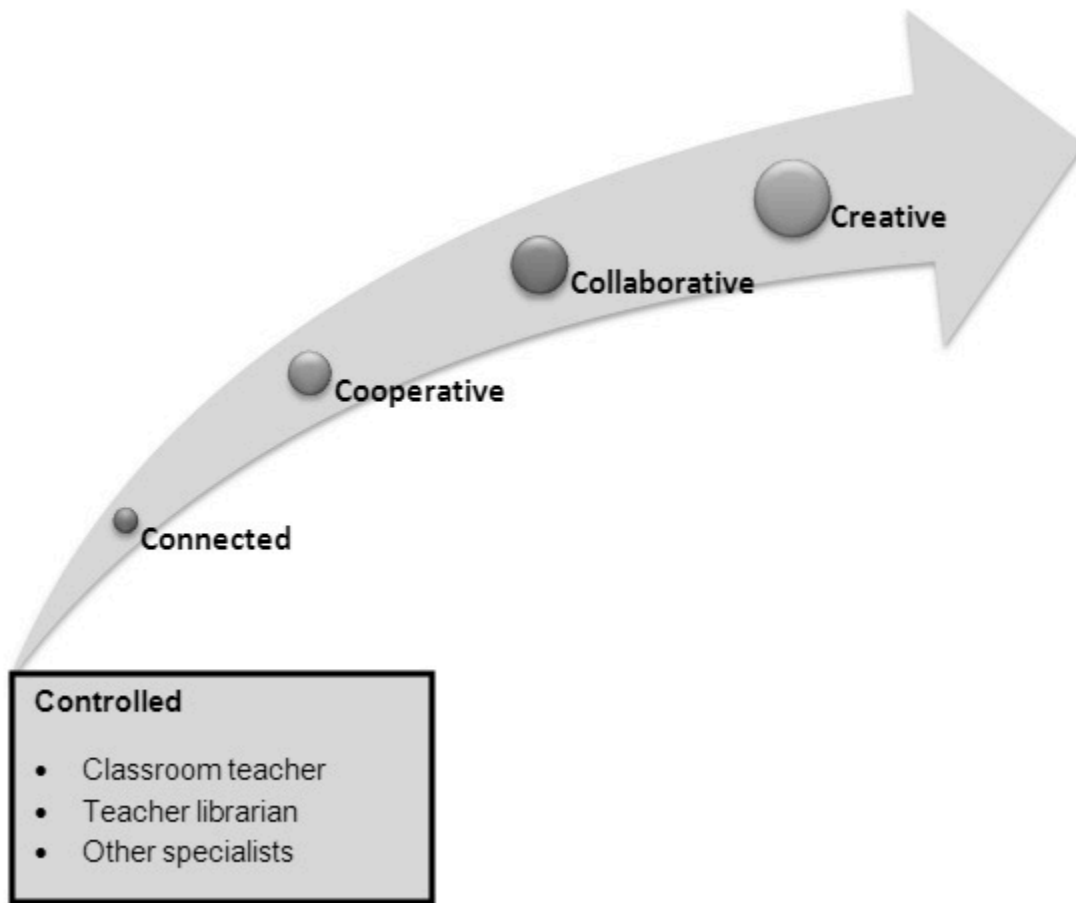 Creative
Collaborative
Cooperative
Connected
Controlled
• Classroom teacher
• Teacher librarian
• Other specialists